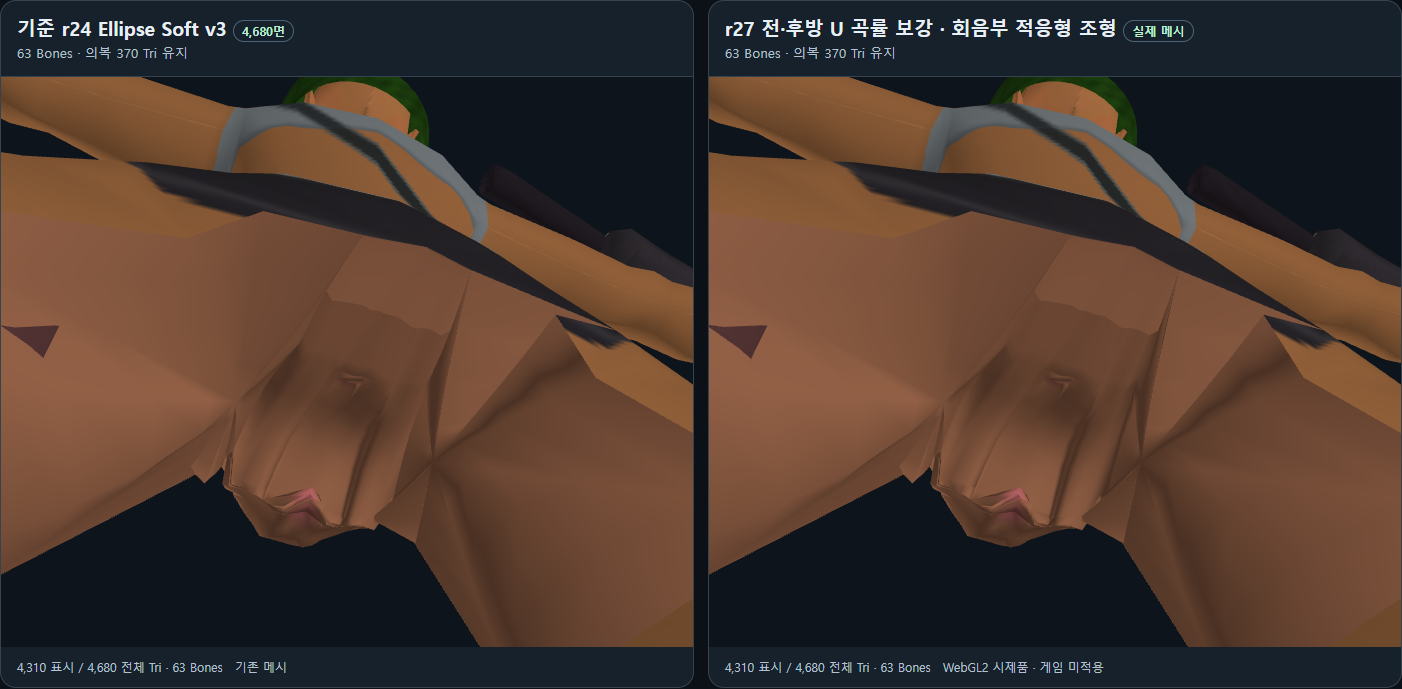 기준 r24 Ellipse Soft v3 4,680면
63 Bones · 의복 370 Tri 유지
4,310 표시 / 4,680 전체 Tri · 63 Bones 기존 메시
r27 전·후방 U 곡률 보강 · 회음부 적응형 조형 실제 메시
63 Bones · 의복 370 Tri 유지
4,310 표시 / 4,680 전체 Tri · 63 Bones WebGL2 시제품 · 게임 미적용